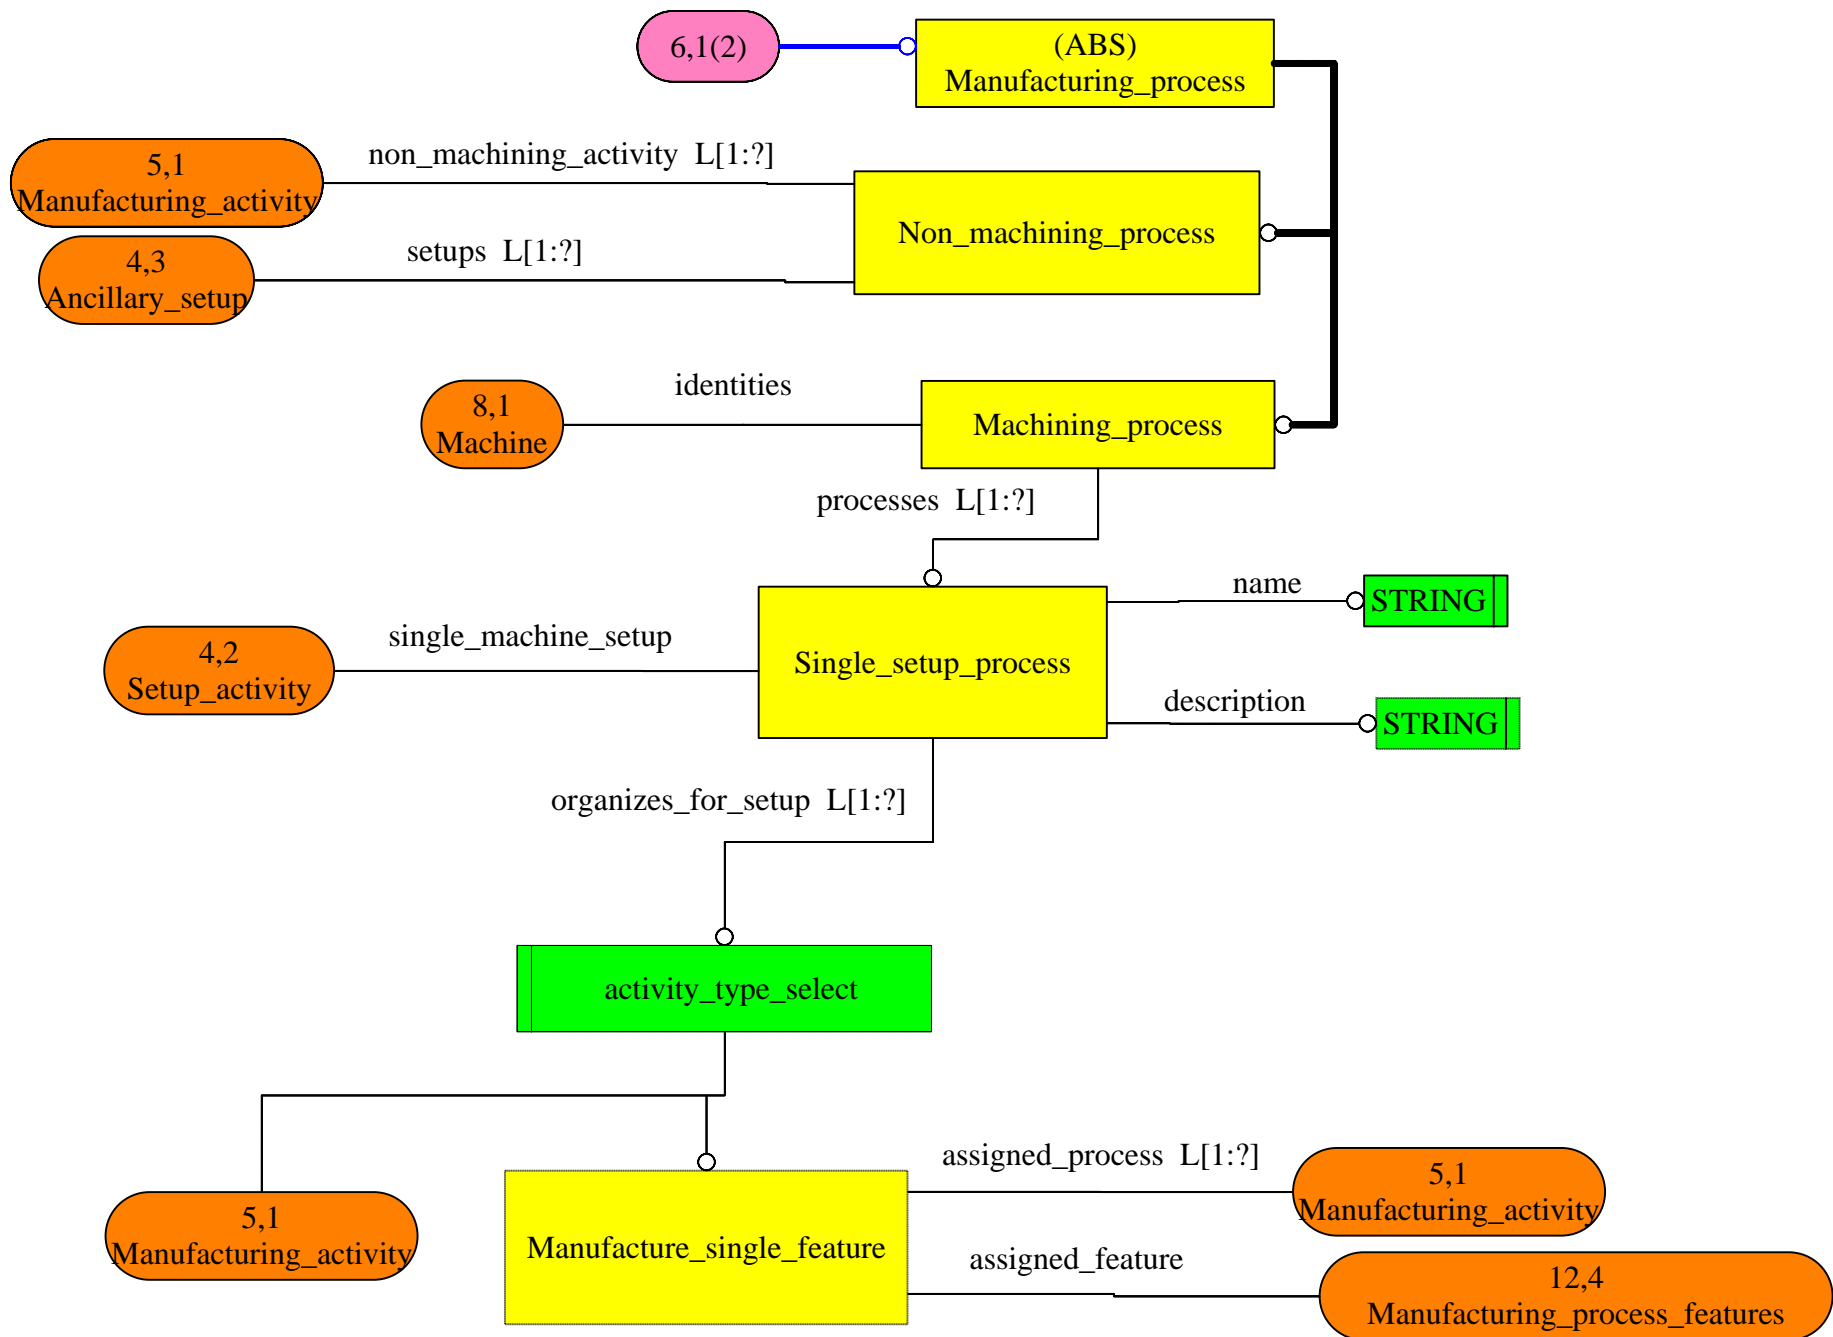 6,1(2)
(ABS)
Manufacturing_process
5,1
Manufacturing_activity
non_machining_activity L[1:?]
Non_machining_process
4,3
Ancillary_setup
setups L[1:?]
8,1
Machine
identities
Machining_process
processes L[1:?]
name
STRING
4,2
Setup_activity
single_machine_setup
Single_setup_process
description
STRING
organizes_for_setup L[1:?]
activity_type_select
5,1
Manufacturing_activity
Manufacture_single_feature
assigned_process L[1:?]
5,1
Manufacturing_activity
assigned_feature
12,4
Manufacturing_process_features